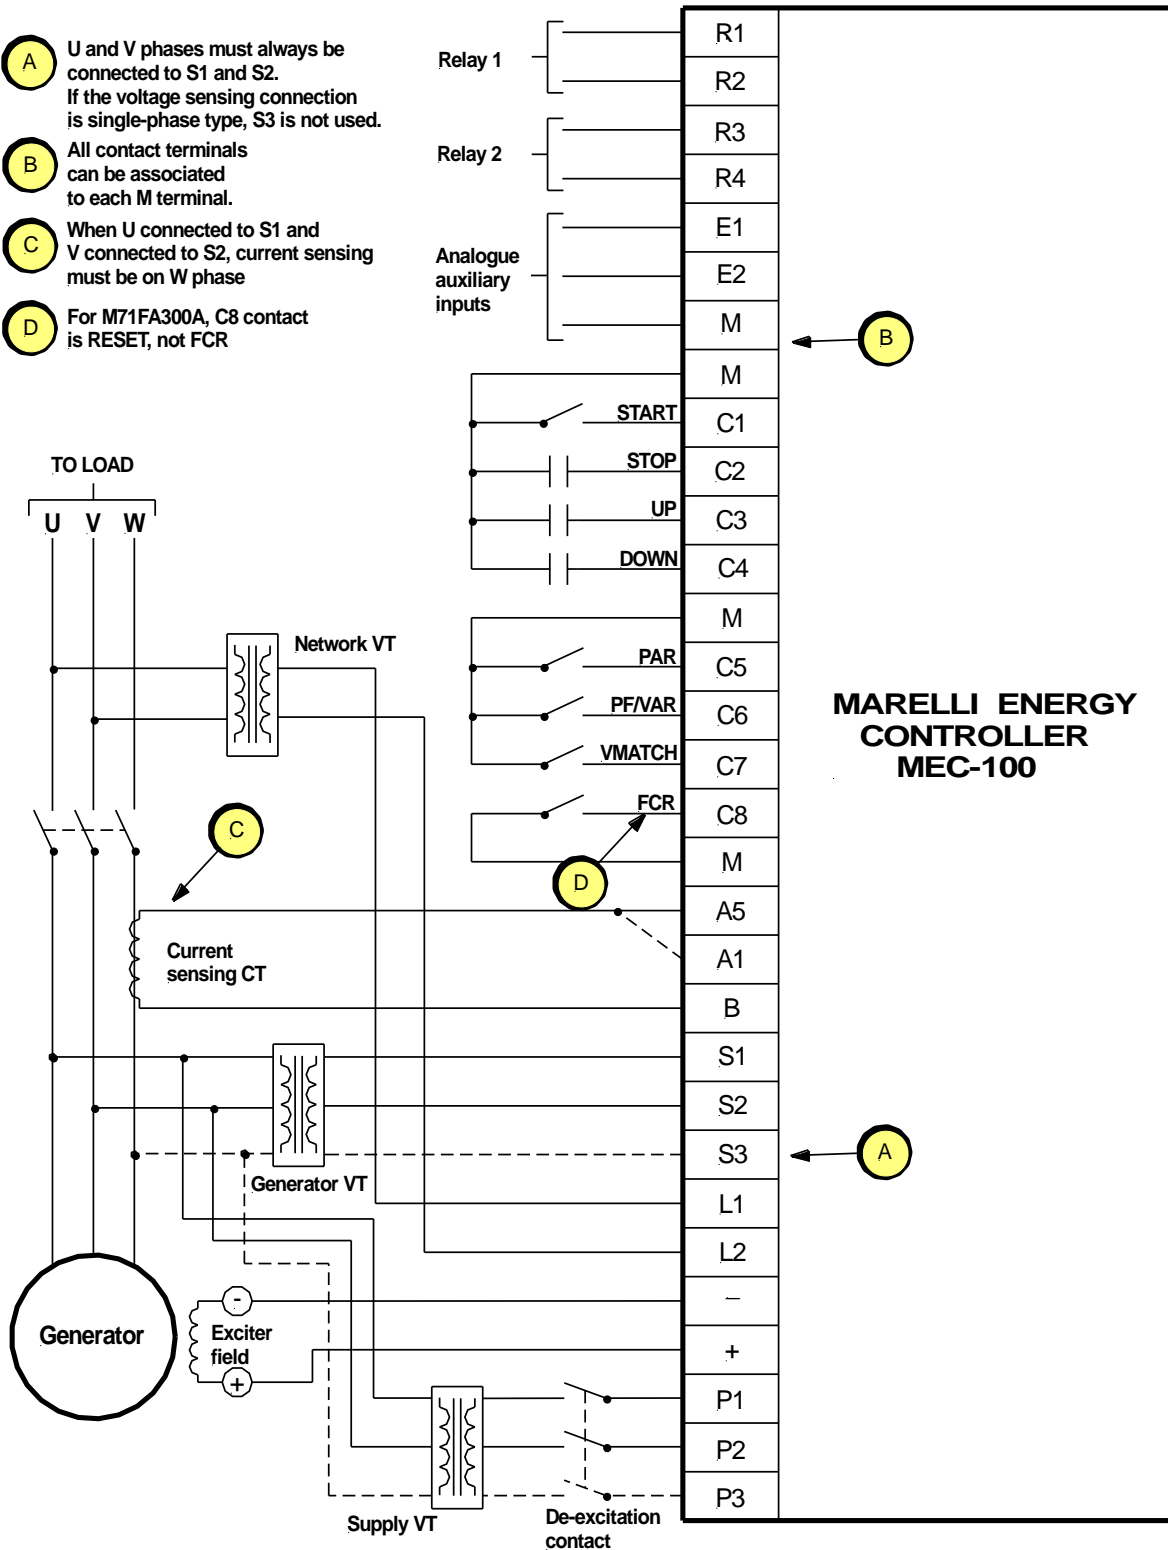 A
U and V phases must always be
connected to S1 and S2.
If the voltage sensing connection
is single-phase type, S3 is not used.
B
All contact terminals
can be associated
to each M terminal.
C
When U connected to S1 and
V connected to S2, current sensing
must be on W phase
D
For M71FA300A, C8 contact
is RESET, not FCR
Relay 1
R1
R2
Relay 2
R3
R4
Analogue
auxiliary
inputs
E1
E2
M
B
M
START
C1
STOP
C2
UP
C3
DOWN
C4
M
PAR
C5
PF/VAR
C6
VMATCH
C7
FCR
C8
M
D
MARELLI ENERGY
CONTROLLER
MEC-100
TO LOAD
U V W
Network VT
C
Current
sensing CT
A5
A1
B
S1
S2
S3
A
Generator VT
L1
L2
–
+
P1
P2
P3
Generator
-
Exciter
field
+
Supply VT
De-excitation
contact